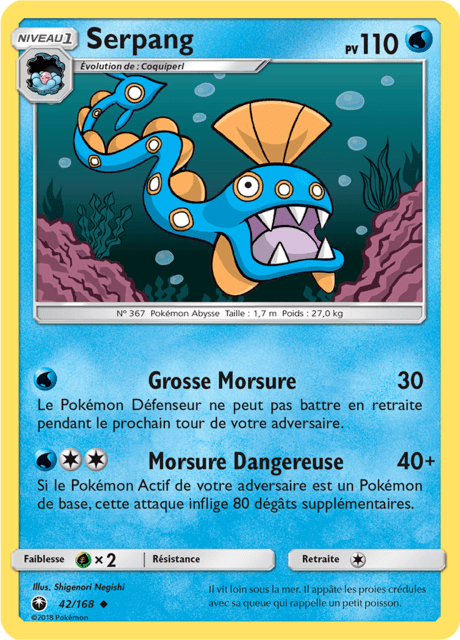 NIVEAU 1
Serpang
PV 110
Évolution de : Coquiperl
N° 367 Pokémon Abysse Taille : 1,7 m Poids : 27,0 kg
Grosse Morsure 30
Le Pokémon Défenseur ne peut pas battre en retraite
pendant le prochain tour de votre adversaire.
Morsure Dangereuse 40+
Si le Pokémon Actif de votre adversaire est un Pokémon
de base, cette attaque inflige 80 dégâts supplémentaires.
Faiblesse × 2 Résistance Retraite
Illus. Shigenori Negishi
42/168
©2018 Pokémon
Il vit loin sous la mer. Il appâte les proies crédules
avec sa queue qui rappelle un petit poisson.